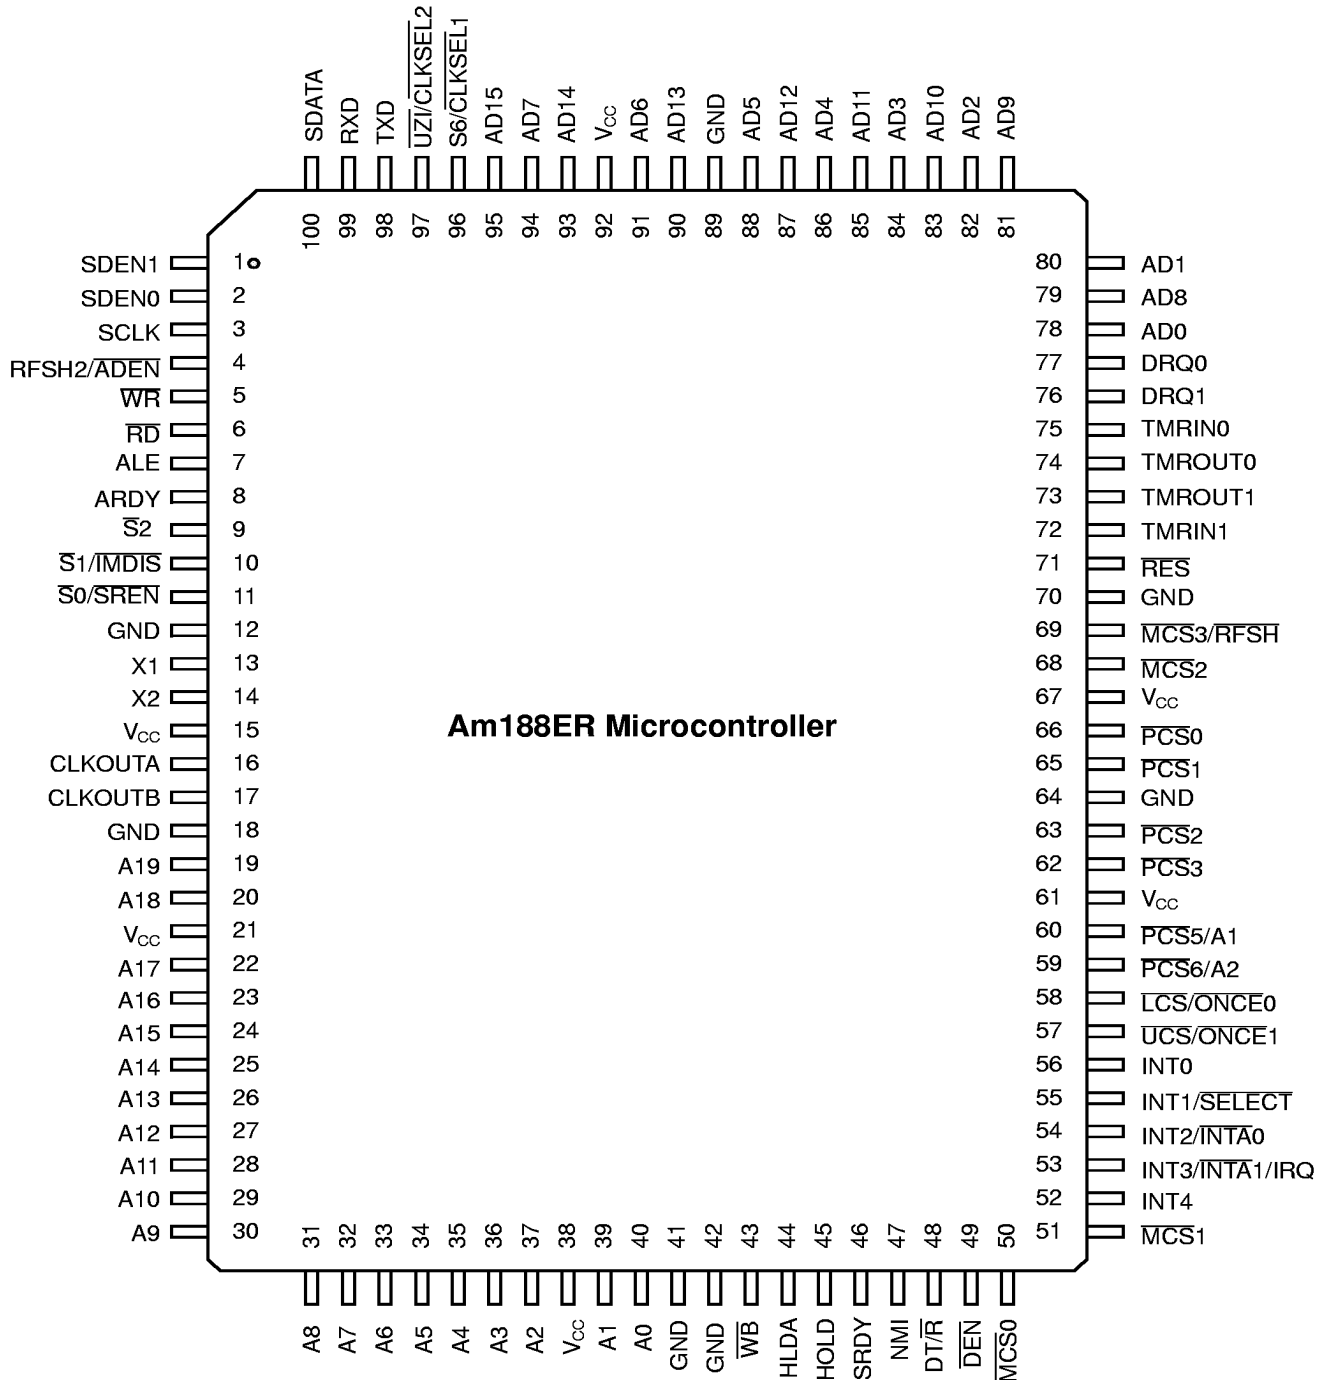 SDATA
RXD
TXD
UZI/CLKSEL2
S6/CLKSEL1
AD15
AD7
AD14
VCC
AD6
AD13
GND
AD5
AD12
AD4
AD11
AD3
AD10
AD2
AD9
100
99
98
97
96
95
94
93
92
91
90
89
88
87
86
85
84
83
82
81
SDEN1 1
SDEN0 2
SCLK 3
RFSH2/ADEN 4
WR 5
RD 6
ALE 7
ARDY 8
S2 9
S1/IMDIS 10
S0/SREN 11
GND 12
X1 13
X2 14
VCC 15
CLKOUTA 16
CLKOUTB 17
GND 18
A19 19
A18 20
VCC 21
A17 22
A16 23
A15 24
A14 25
A13 26
A12 27
A11 28
A10 29
A9 30
Am188ER Microcontroller
80 AD1
79 AD8
78 AD0
77 DRQ0
76 DRQ1
75 TMRIN0
74 TMROUT0
73 TMROUT1
72 TMRIN1
71 RES
70 GND
69 MCS3/RFSH
68 MCS2
67 VCC
66 PCS0
65 PCS1
64 GND
63 PCS2
62 PCS3
61 VCC
60 PCS5/A1
59 PCS6/A2
58 LCS/ONCE0
57 UCS/ONCE1
56 INT0
55 INT1/SELECT
54 INT2/INTA0
53 INT3/INTA1/IRQ
52 INT4
51 MCS1
31
32
33
34
35
36
37
38
39
40
41
42
43
44
45
46
47
48
49
50
A8
A7
A6
A5
A4
A3
A2
VCC
A1
A0
GND
GND
WB
HLDA
HOLD
SRDY
NMI
DT/R
DEN
MCS0